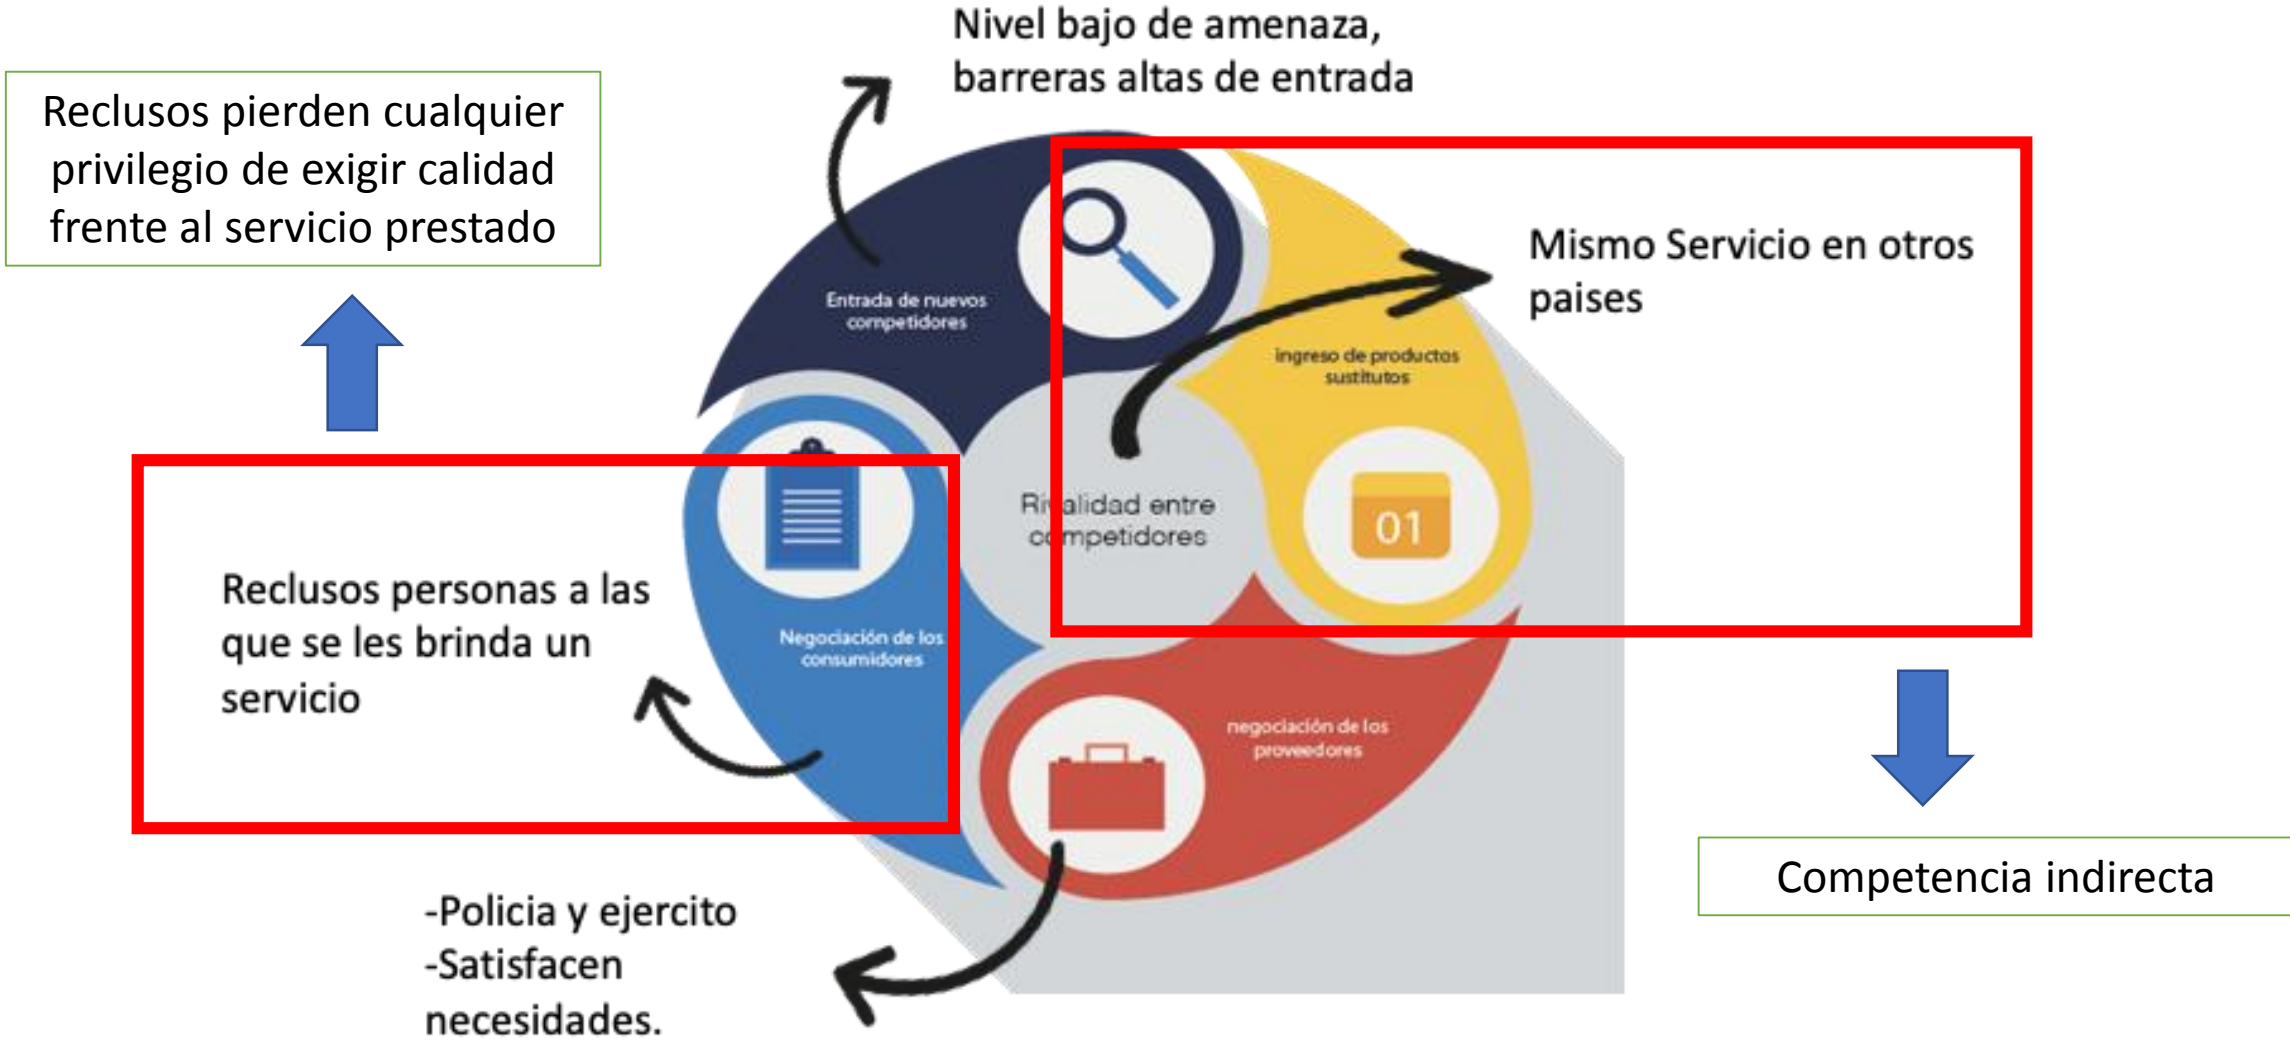 Nivel bajo de amenaza,
barreras altas de entrada
Reclusos pierden cualquier
privilegio de exigir calidad
frente al servicio prestado
Mismo Servicio en otros
paises
Entrada de nuevos
competidores
ingreso de productos
sustitutos
01
Rivalidad entre
competidores
Reclusos personas a las
que se les brinda un
servicio
Negociación de los
consumidores
negociación de los
proveedores
Competencia indirecta
-Policia y ejercito
-Satisfacen
necesidades.